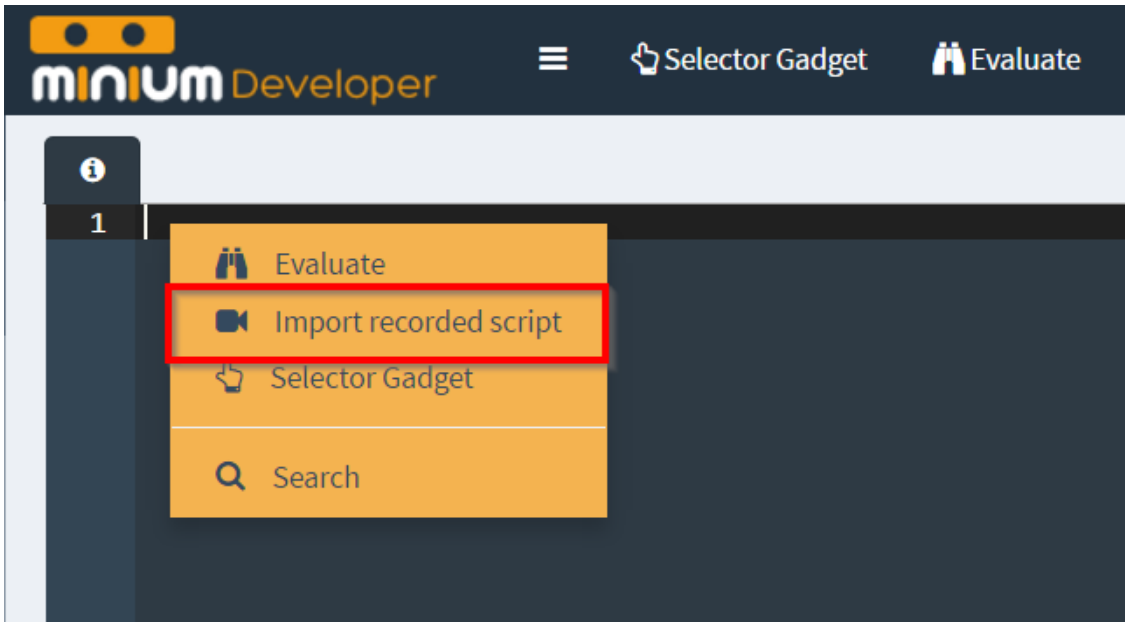 minium Developer Selector Gadget Evaluate
1
Evaluate
Import recorded script
Selector Gadget
Search